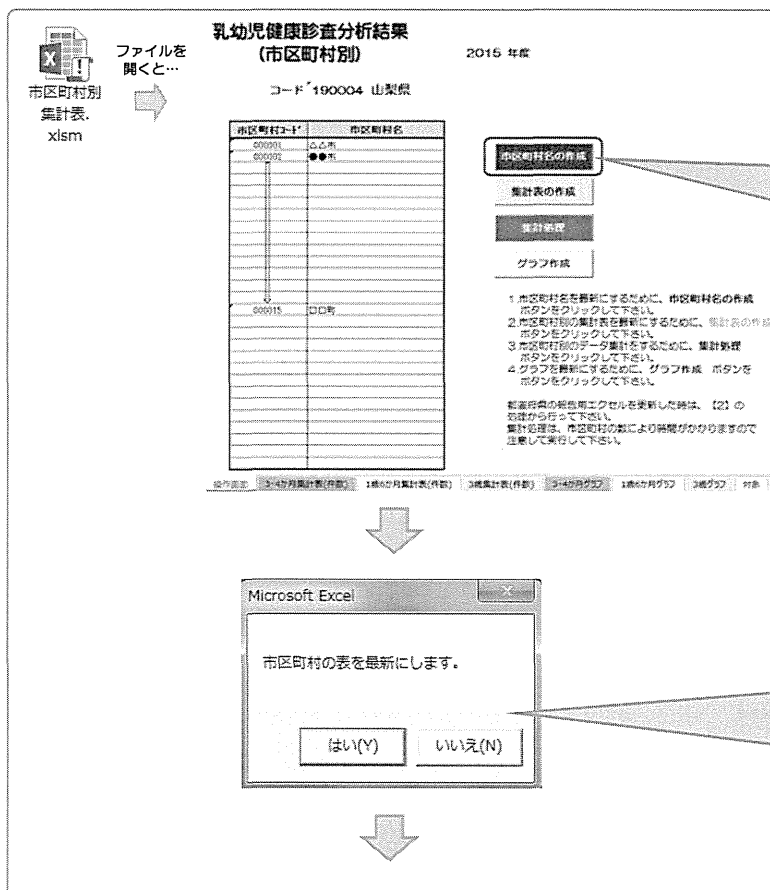 市区町村別
集計表.
xlsm
ファイルを
開くと…
乳幼児健康診査分析結果
(市区町村別)
2015 年度
コード 190004 山梨県
市区町村コード 市区町村名
000001 △△市
000002 ●●市
000015 □□町
市区町村名の作成
集計表の作成
集計処理
グラフ作成
1.市区町村名を最新にするために、市区町村名の作成
ボタンをクリックして下さい。
2.市区町村別の集計表を最新にするために、集計表の作成
ボタンをクリックして下さい。
3.市区町村別のデータ集計をするために、集計処理
ボタンをクリックして下さい。
4.グラフを最新にするために、グラフ作成 ボタンを
ボタンをクリックして下さい。
都道府県の報告用エクセルを更新した時は、【2】の
処理から行って下さい。
集計処理は、市区町村の数により時間がかかりますので
注意して実行して下さい。
操作画面 3・4か月集計表(件数) 1歳6か月集計表(件数) 3歳集計表(件数) 3・4か月グラフ 1歳6か月グラフ 3歳グラフ 対象
Microsoft Excel
市区町村の表を最新にします。
はい(Y) いいえ(N)